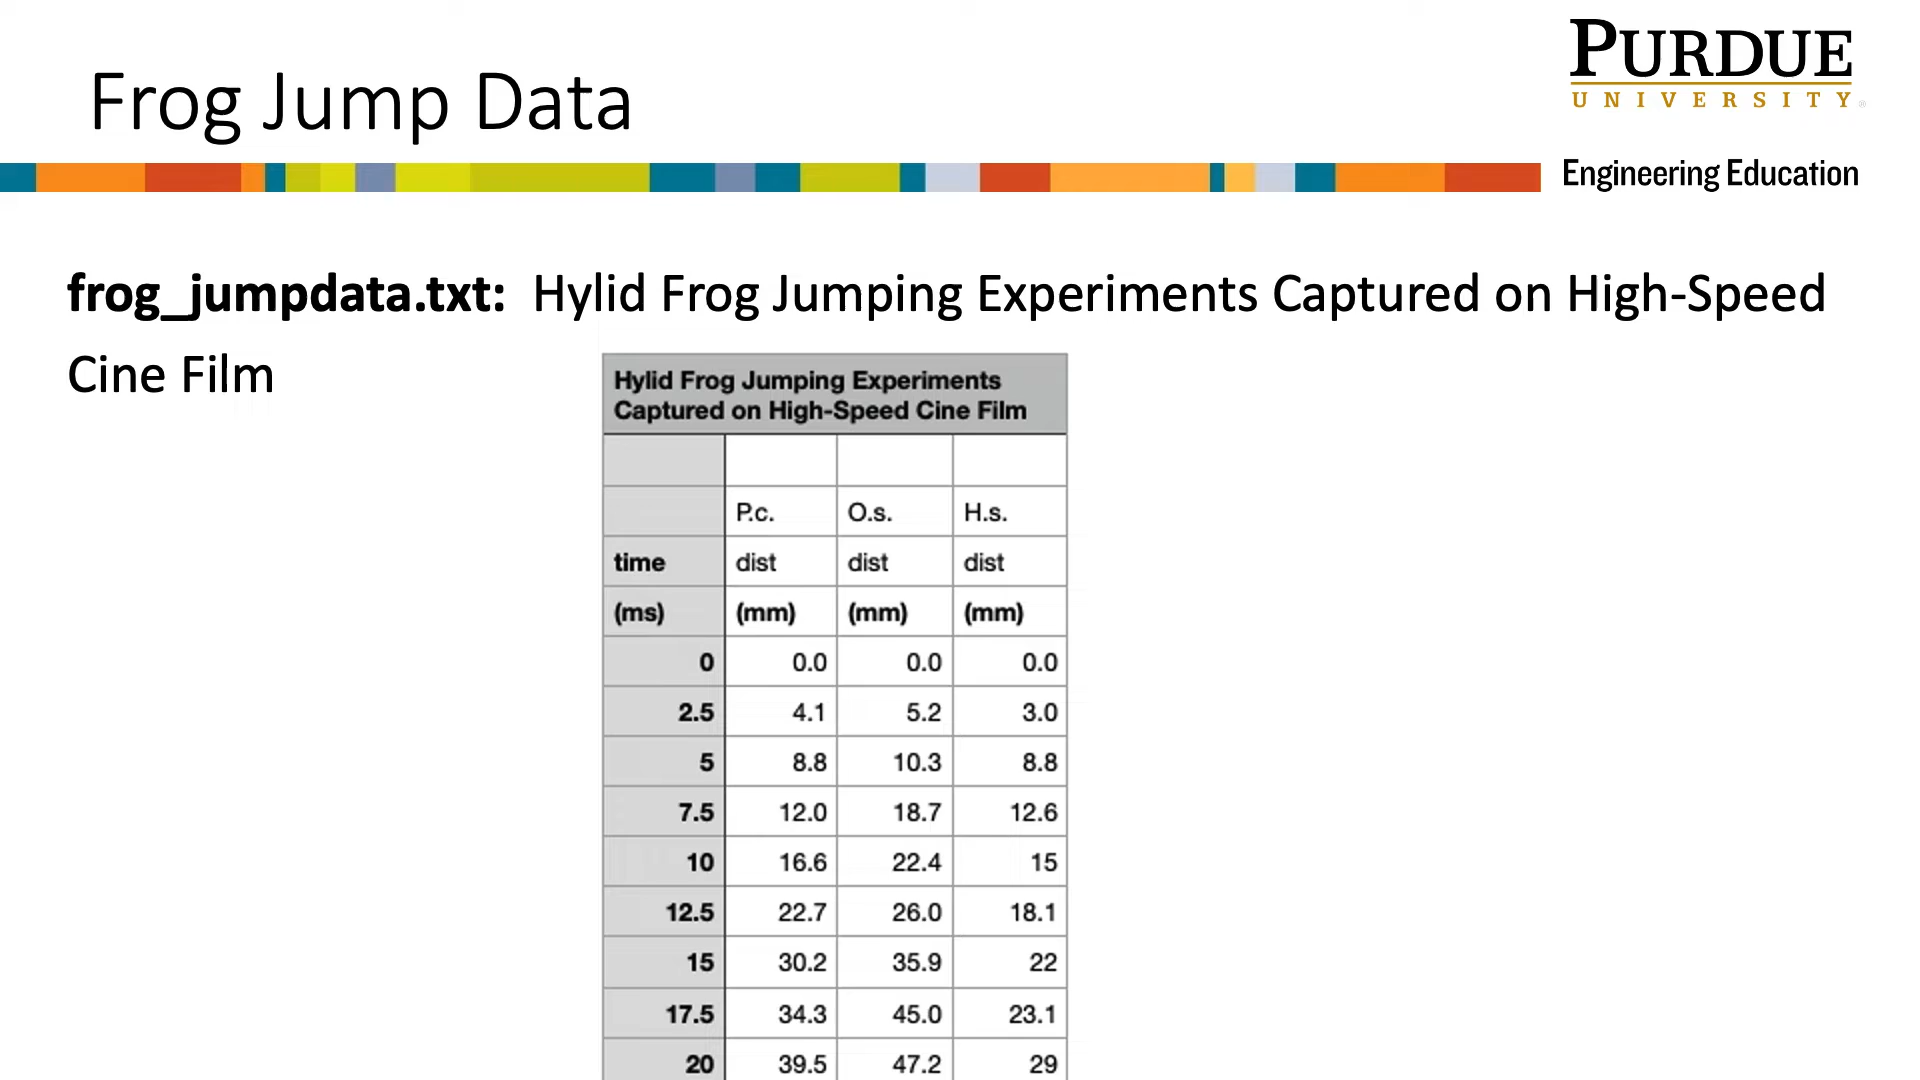 Frog Jump Data
PURDUE
UNIVERSITY®
Engineering Education
frog_jumpdata.txt: Hylid Frog Jumping Experiments Captured on High-Speed
Cine Film
Hylid Frog Jumping Experiments
Captured on High-Speed Cine Film
P.c. O.s. H.s.
time dist dist dist
(ms) (mm) (mm) (mm)
0 0.0 0.0 0.0
2.5 4.1 5.2 3.0
5 8.8 10.3 8.8
7.5 12.0 18.7 12.6
10 16.6 22.4 15
12.5 22.7 26.0 18.1
15 30.2 35.9 22
17.5 34.3 45.0 23.1
20 39.5 47.2 29